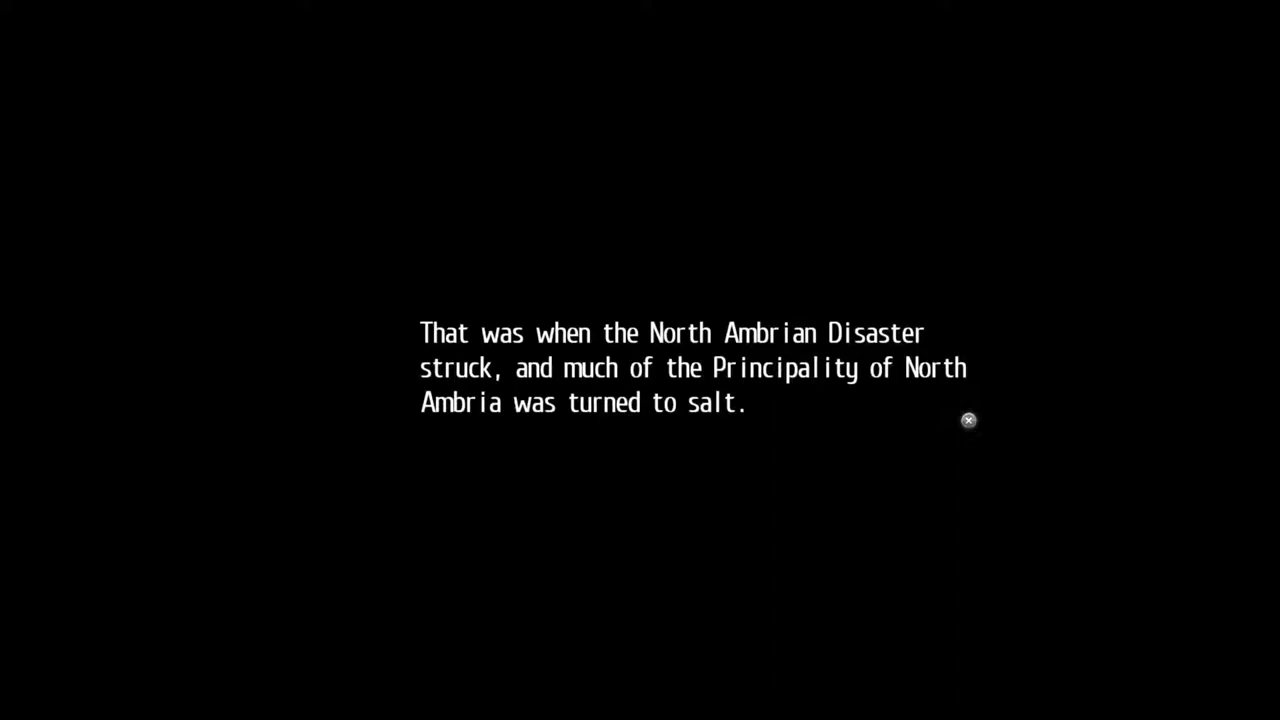 That was when the North Ambrian Disaster
struck, and much of the Principality of North
Ambria was turned to salt.